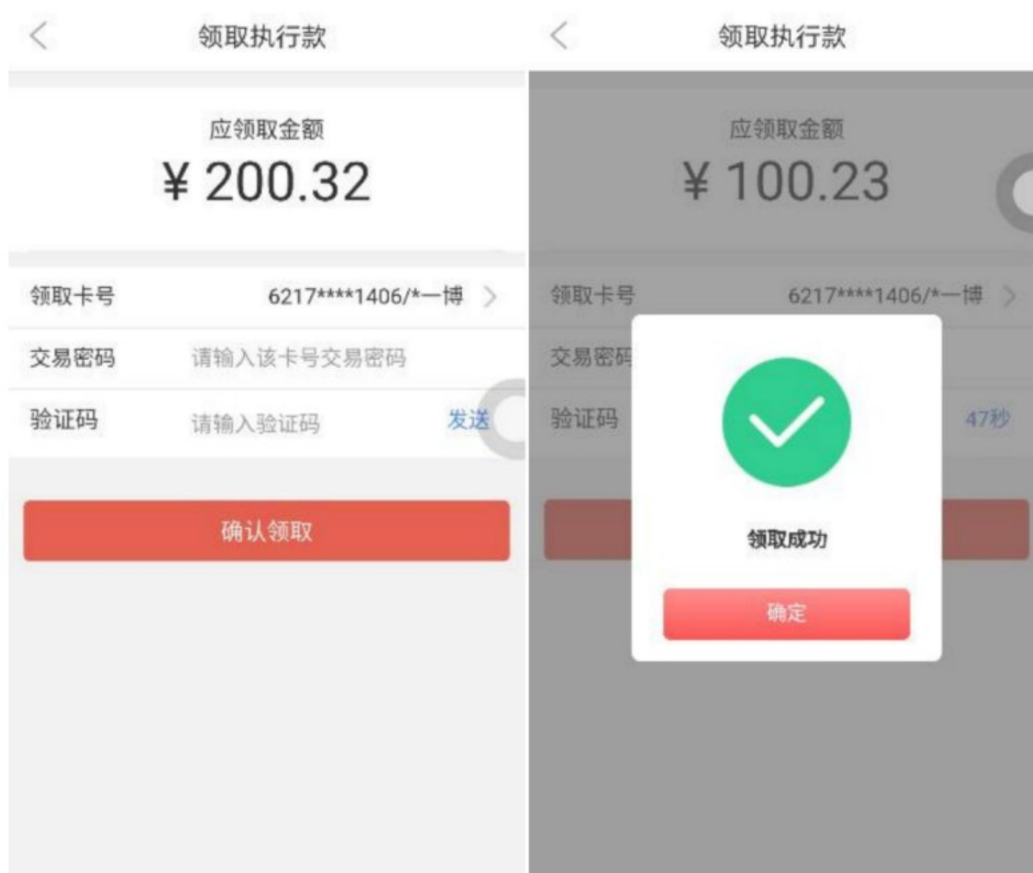 领取执行款
应领取金额
¥ 200.32
领取卡号 6217****1406/*一博
交易密码 请输入该卡号交易密码
验证码 请输入验证码 发送
确认领取
领取执行款
应领取金额
¥ 100.23
领取卡号 6217****1406/*一博
交易密码
验证码 47秒
领取成功
确定